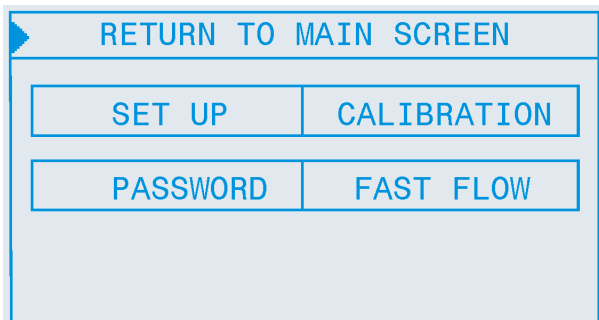 RETURN TO MAIN SCREEN
SET UP CALIBRATION
PASSWORD FAST FLOW